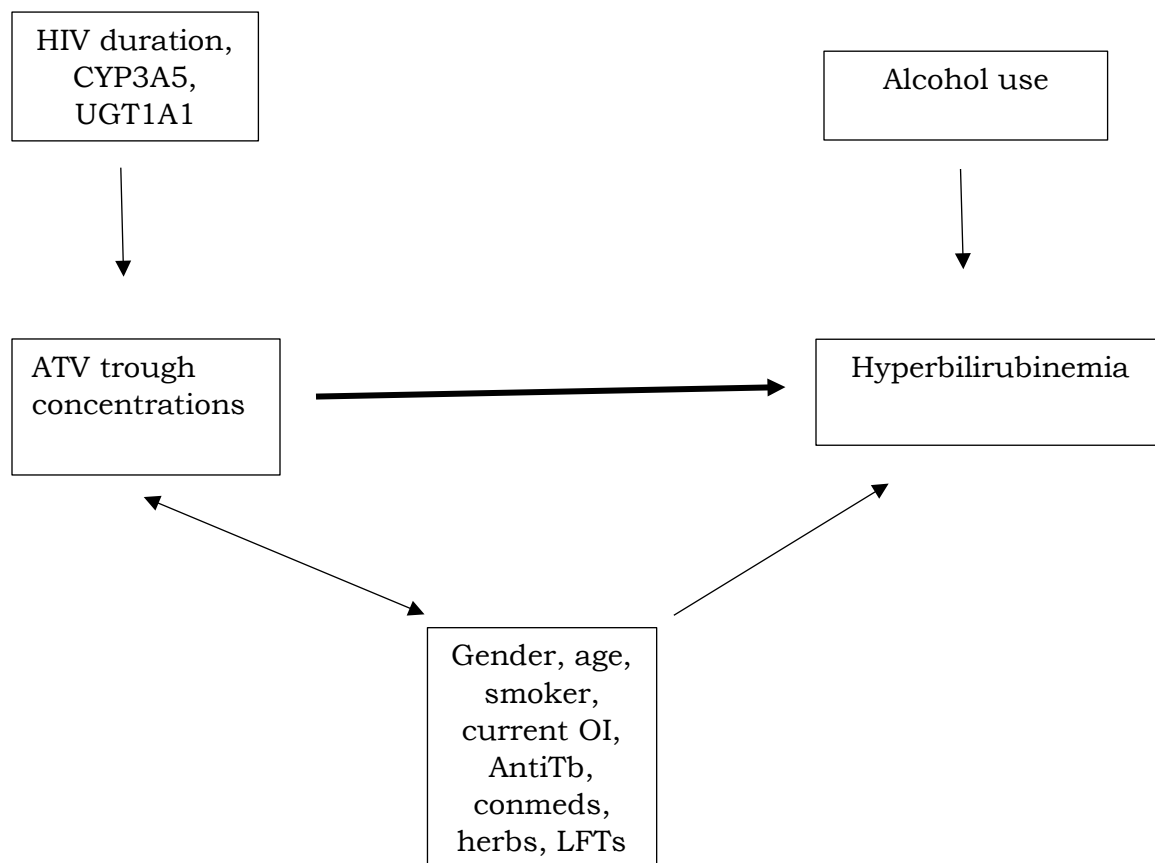 HIV duration,
CYP3A5,
UGT1A1
Alcohol use
ATV trough
concentrations
Hyperbilirubinemia
Gender, age,
smoker,
current OI,
AntiTb,
conmeds,
herbs, LFTs